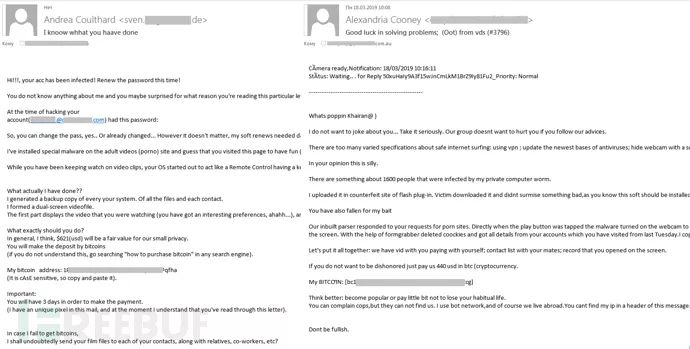 Нет
Andrea Coulthard <sven. de>
I knoow whhat you haave done
Кому
Hi!!!, your acc has been infected! Renew the password this time!
You do not know anything about me and you maybe surprised for what reason you're reading this particular le
At the time of hacking your
account( @ .com) had this password:
So, you can change the pass, yes.. Or already changed... However it doesn't matter, my soft renews needed d
I've installed special malware on the adult videos (porno) site and guess that you visited this page to have fun (
While you have been keeping watch on video clips, your OS started out to act like a Remote Control having a ke
What actually I have done??
I generated a backup copy of every your system. Of all the files and each contact.
I formed a dual-screen videofile.
The first part displays the video that you were watching (you have got an interesting preferences, ahahh...), ar
What exactly should you do?
In general, I think, $621(usd) will be a fair value for our small privacy.
You will make the deposit by bitcoins
(if you do not understand this, go searching "how to purchase bitcoin" in any search engine).
My bitcoin address: 1 ?qfha
(It is cASE sensitive, so copy and paste it).
Important:
You still have 3 days in order to make the payment.
(i have an unique pixel in this mail, and at the moment I understand that you've read through this letter).
In case I fail to get bitcoins,
I shall undoubtedly send your film files to each of your contacts, along with relatives, co-workers, etc?
Пн 18.03.2019 10:08
Alexandria Cooney < >
Good luck in solving problems; (Oot) from vds (#3796)
Кому .com.au
CÃmera ready,Notification: 18/03/2019 10:16:11
StÃtus: Waiting... for Reply 50xuHaIy9A3f15wJnCmLkM1BrZ9Iy81Fu2_Priority: Normal
Whats poppin Khairan@ )
I do not want to joke about you... Take it seriously. Our group doesnt want to hurt you if you follow our advices.
There are too many varied specifications about safe internet surfing: using vpn ; update the newest bases of antiviruses; hide webcam with a s
In your opinion this is silly.
There are something about 1600 people that were infected by my private computer worm.
I uploaded it in counterfeit site of flash plug-in. Victim downloaded it and didnt surmise something bad,as you know this soft should be installed
You have also fallen for my bait
Our inbuilt parser responded to your requests for porn sites. Directly when the play button was tapped the malware turned on the webcam to
the screen. With the help of formgrabber deleted coockies and got all details from your accounts which you have visited from last Tuesday.I cop
Let's put it all together: we have vid with you paying with yourself; contact list with your mates; record that you opened on the screen.
If you do not want to be dishonored just pay us 440 usd in btc (cryptocurrency.
My BITCOIN: [bc1 og]
Think better: become popular or pay little bit not to lose your habitual life.
You can complain cops,but they can not find us. I use bot network,and of course we living abroad.You cant find my ip in a header of this message
Dont be fullish.
FREEBUF